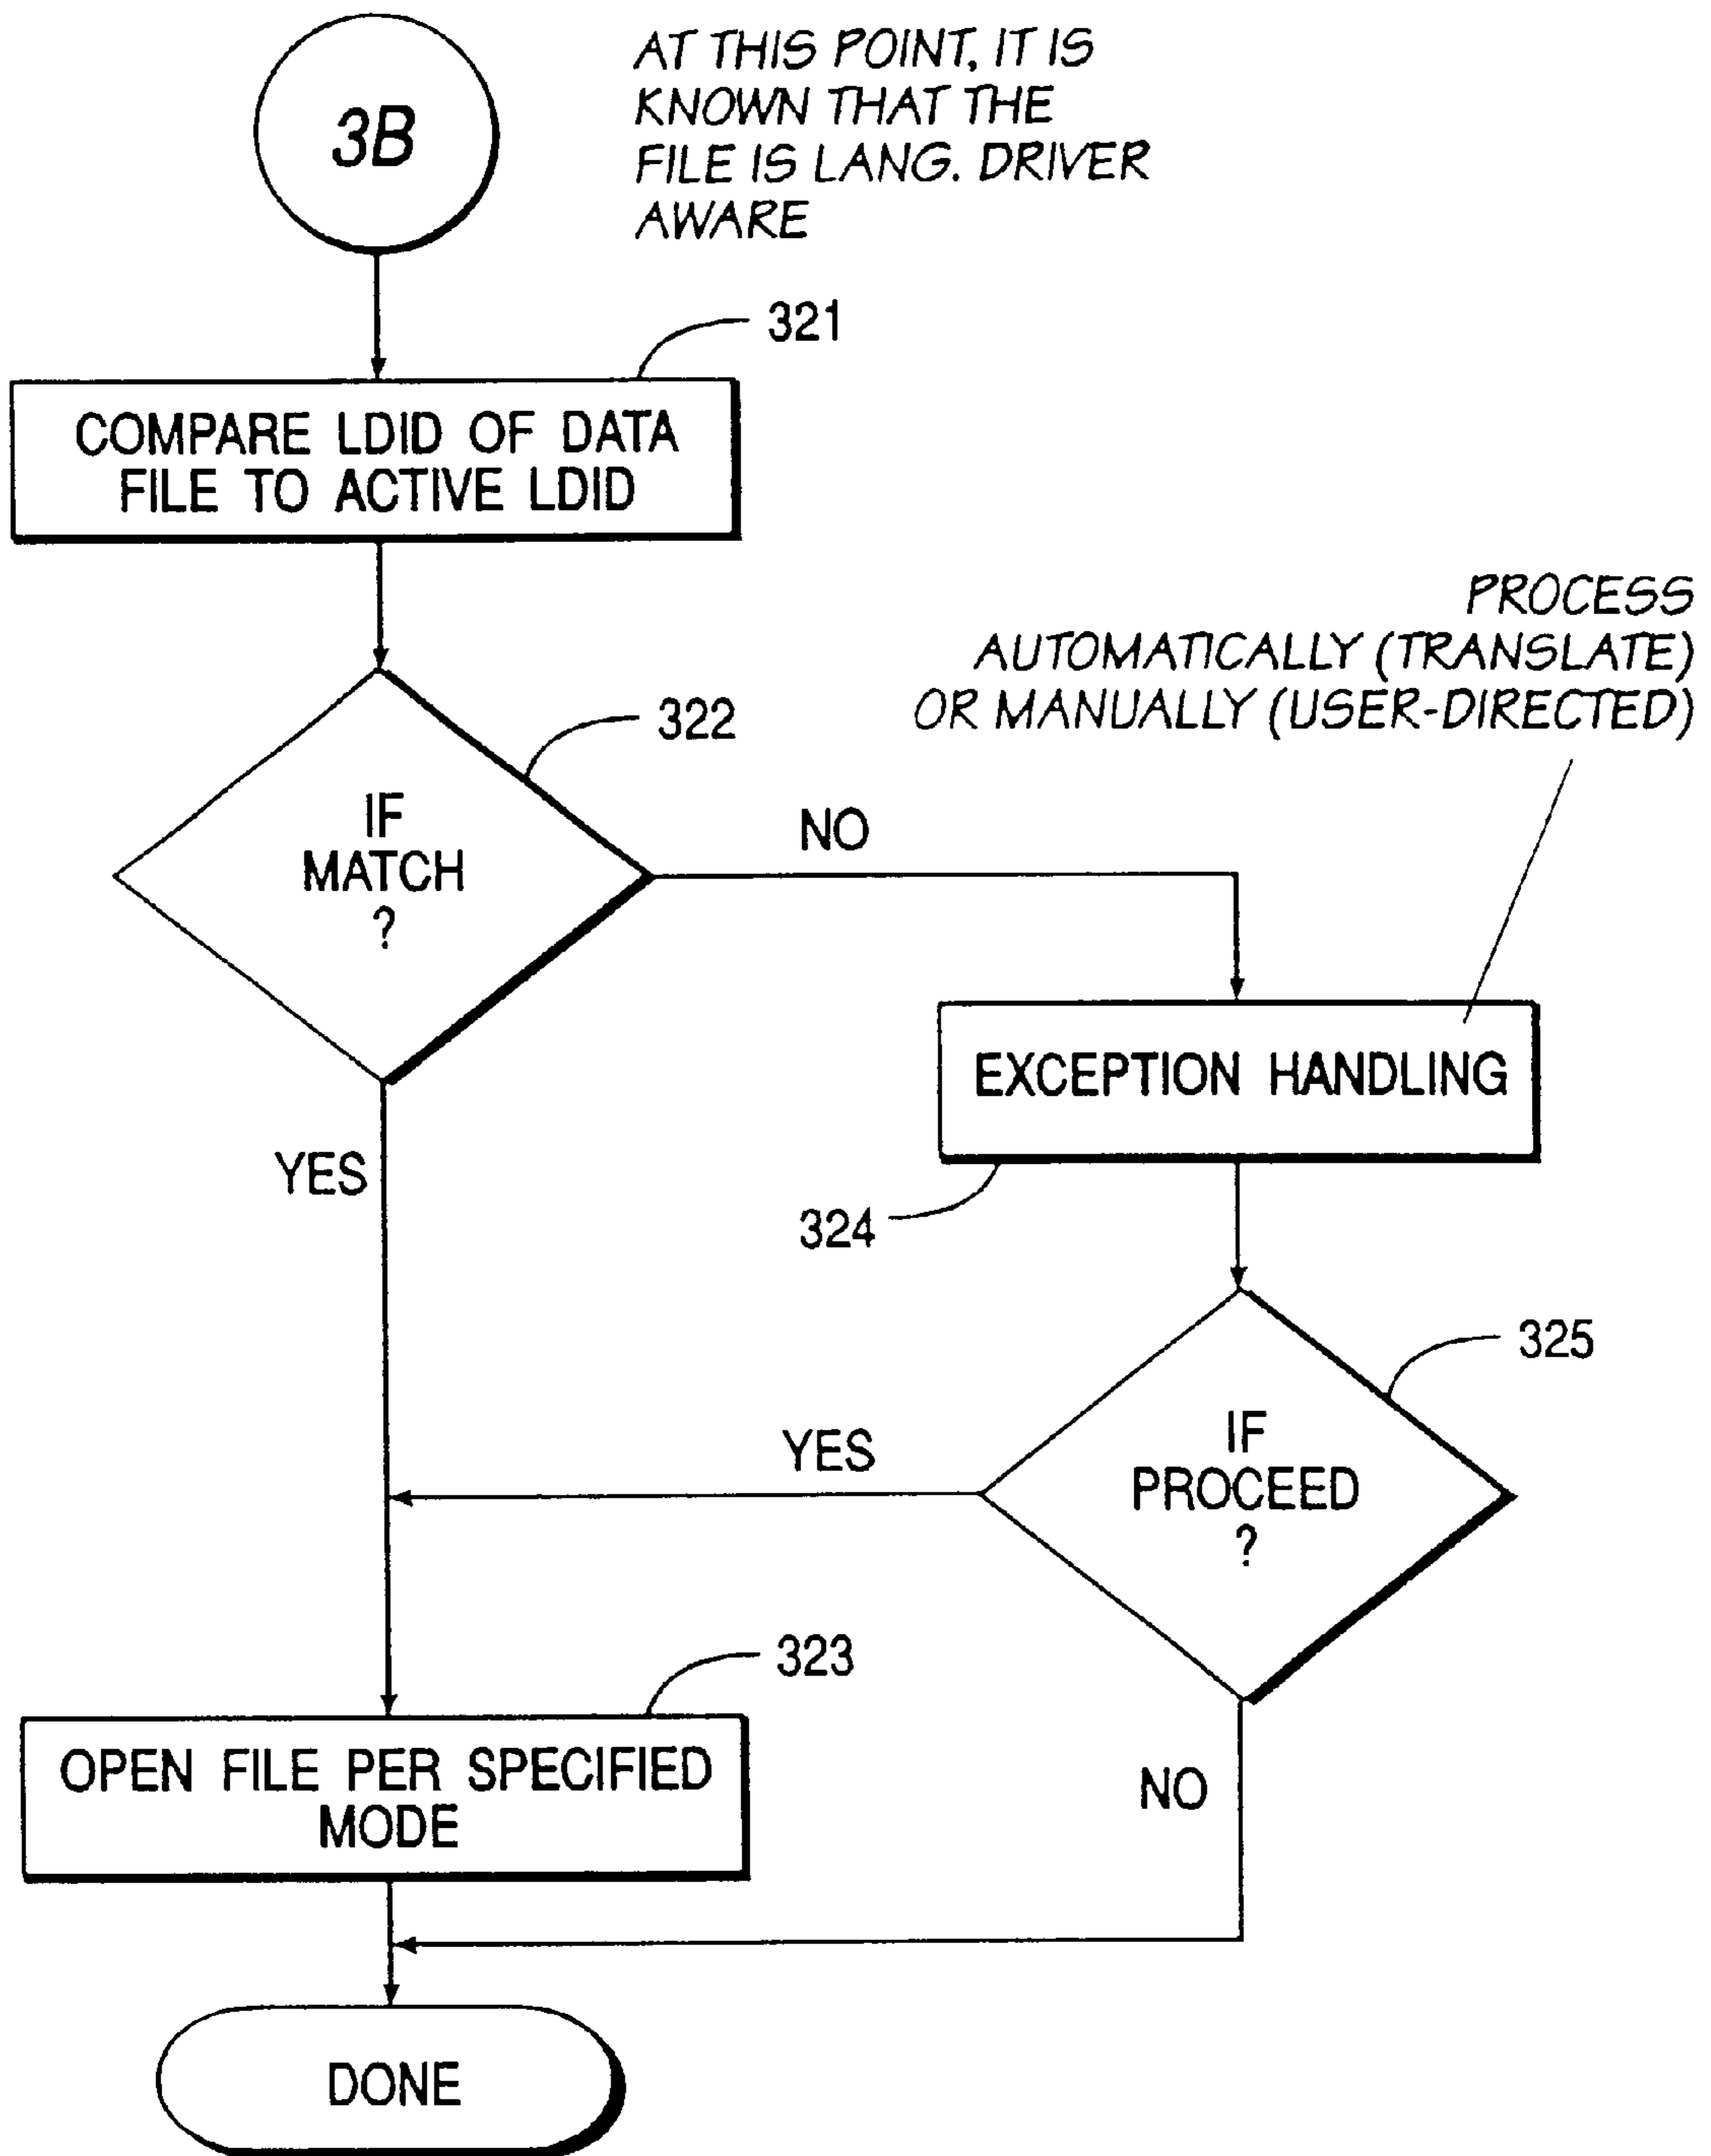 3B
AT THIS POINT, IT IS
KNOWN THAT THE
FILE IS LANG. DRIVER
AWARE
321
COMPARE LDID OF DATA
FILE TO ACTIVE LDID
PROCESS
AUTOMATICALLY (TRANSLATE)
OR MANUALLY (USER-DIRECTED)
322
IF
MATCH
?
NO
EXCEPTION HANDLING
YES
324
325
IF
PROCEED
?
YES
323
OPEN FILE PER SPECIFIED
MODE
NO
DONE